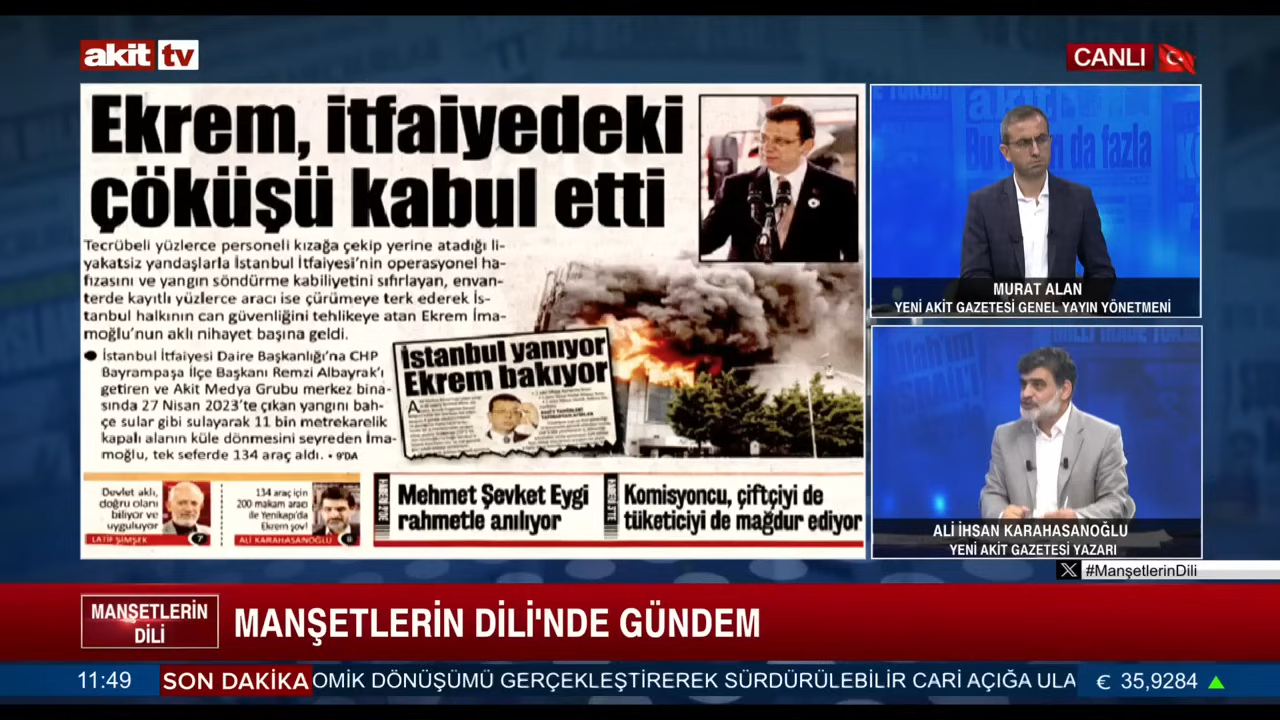 akit tv
CANLI
Ekrem, itfaiyedeki
çöküşü kabul etti
Tecrübeli yüzlerce personeli kızağa çekip yerine atadığı li-
yakatsiz yandaşlarla İstanbul İtfaiyesi'nin operasyonel ha-
fızasını ve yangın söndürme kabiliyetini sıfırlayan, envan-
terde kayıtlı yüzlerce aracı ise çürümeye terk ederek İs-
tanbul halkının can güvenliğini tehlikeye atan Ekrem İma-
moğlu'nun aklı nihayet başına geldi.
● İstanbul İtfaiyesi Daire Başkanlığı'na CHP
Bayrampaşa İlçe Başkanı Remzi Albayrak'ı
getiren ve Akit Medya Grubu merkez bina-
sında 27 Nisan 2023'te çıkan yangını bah-
çe sular gibi sulayarak 11 bin metrekarelik
kapalı alanın küle dönmesini seyreden İma-
moğlu, tek seferde 134 araç aldı. • 9'DA
İstanbul yanıyor
Ekrem bakıyor
Devlet aklı,
doğru olanı
biliyor ve
uyguluyor
LATİF ŞİMŞEK 7
134 araç için
200 makam aracı
ile Yenikapı'da
Ekrem şov!
ALİ KARAHASANOĞLU
Mehmet Şevket Eygi
rahmetle anılıyor
Komisyoncu, çiftçiyi de
tüketiciyi de mağdur ediyor
MURAT ALAN
YENİ AKİT GAZETESİ GENEL YAYIN YÖNETMENİ
ALİ İHSAN KARAHASANOĞLU
YENİ AKİT GAZETESİ YAZARI
#ManşetlerinDili
MANŞETLERİN
DİLİ
MANŞETLERİN DİLİ'NDE GÜNDEM
11:49 SON DAKİKA OMİK DÖNÜŞÜMÜ GERÇEKLEŞTİREREK SÜRDÜRÜLEBİLİR CARİ AÇIĞA ULA € 35,9284